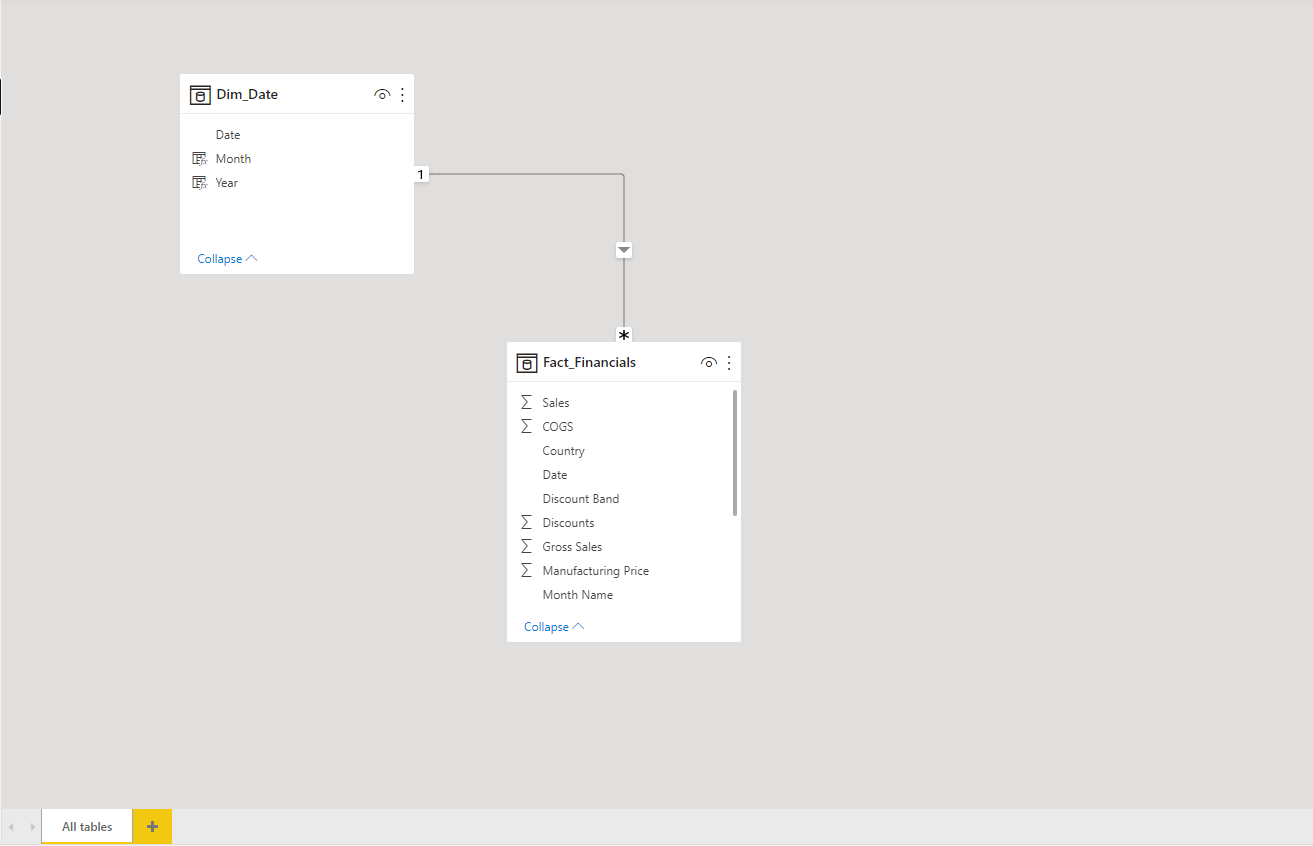 Dim_Date
Date
Month
Year
Collapse
1
*
Fact_Financials
Sales
COGS
Country
Date
Discount Band
Discounts
Gross Sales
Manufacturing Price
Month Name
Collapse
All tables